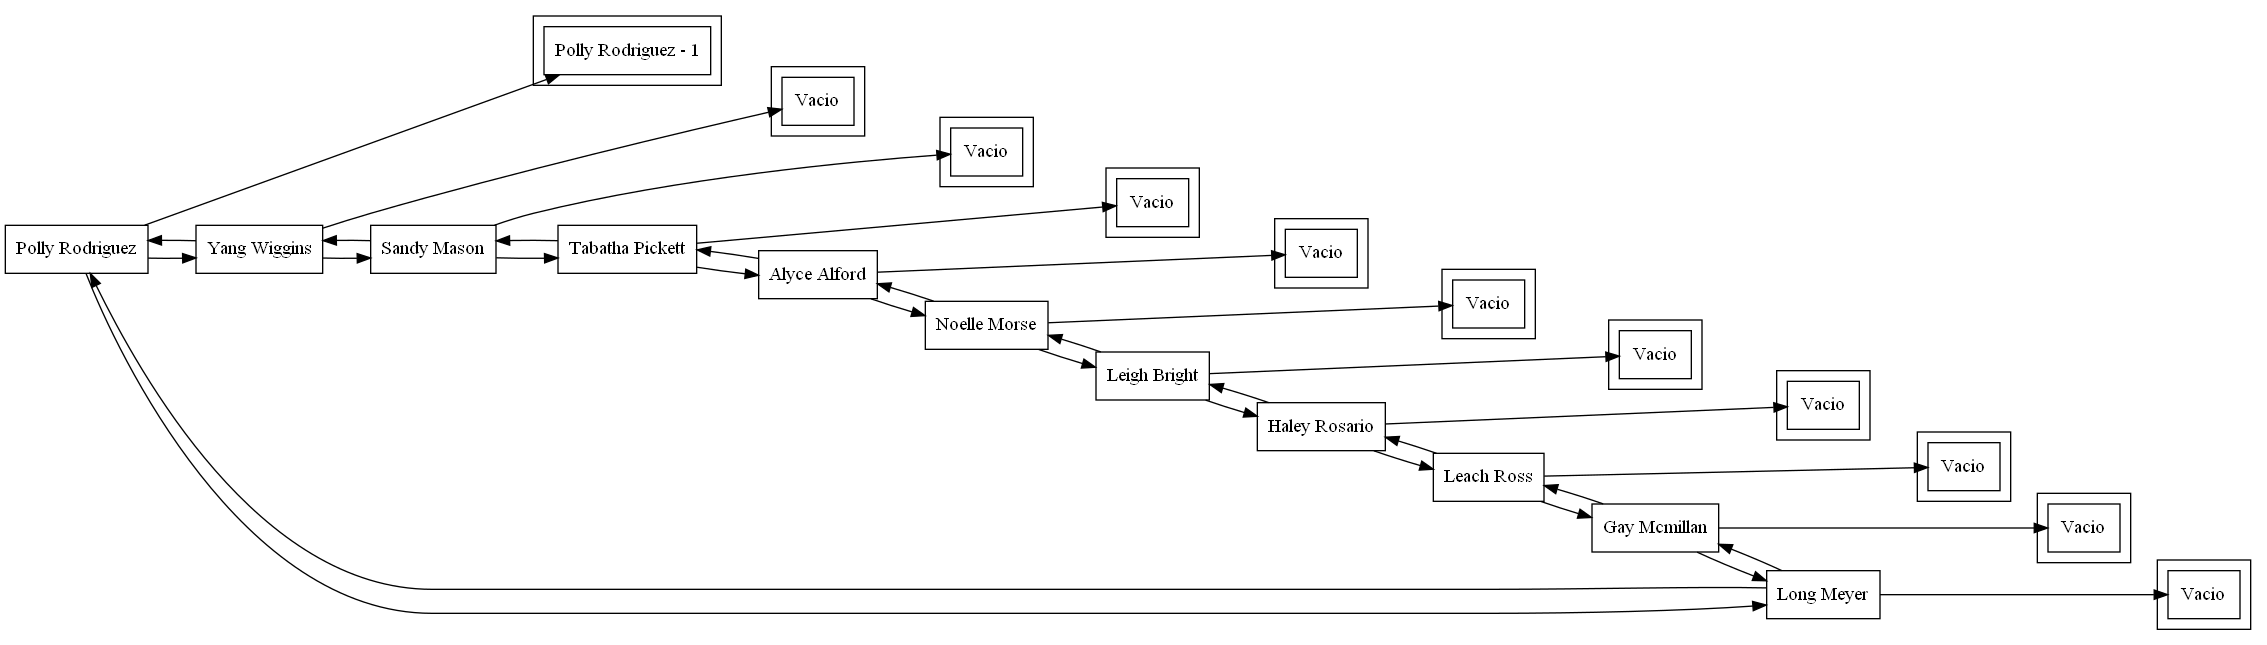 Polly Rodriguez - 1
Vacio
Vacio
Vacio
Polly Rodriguez
Yang Wiggins
Sandy Mason
Tabatha Pickett
Vacio
Alyce Alford
Vacio
Noelle Morse
Vacio
Leigh Bright
Vacio
Haley Rosario
Vacio
Leach Ross
Vacio
Gay Mcmillan
Long Meyer
Vacio